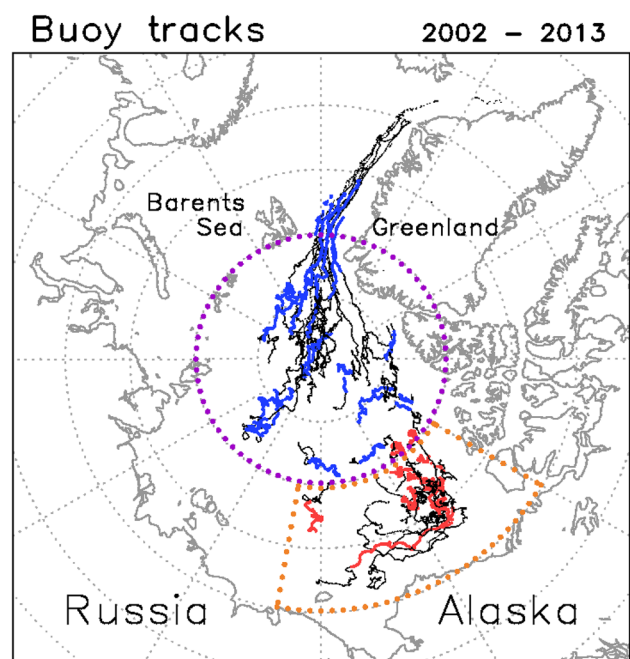 Buoy tracks 2002 – 2013
Barents
Sea
Greenland
Russia
Alaska